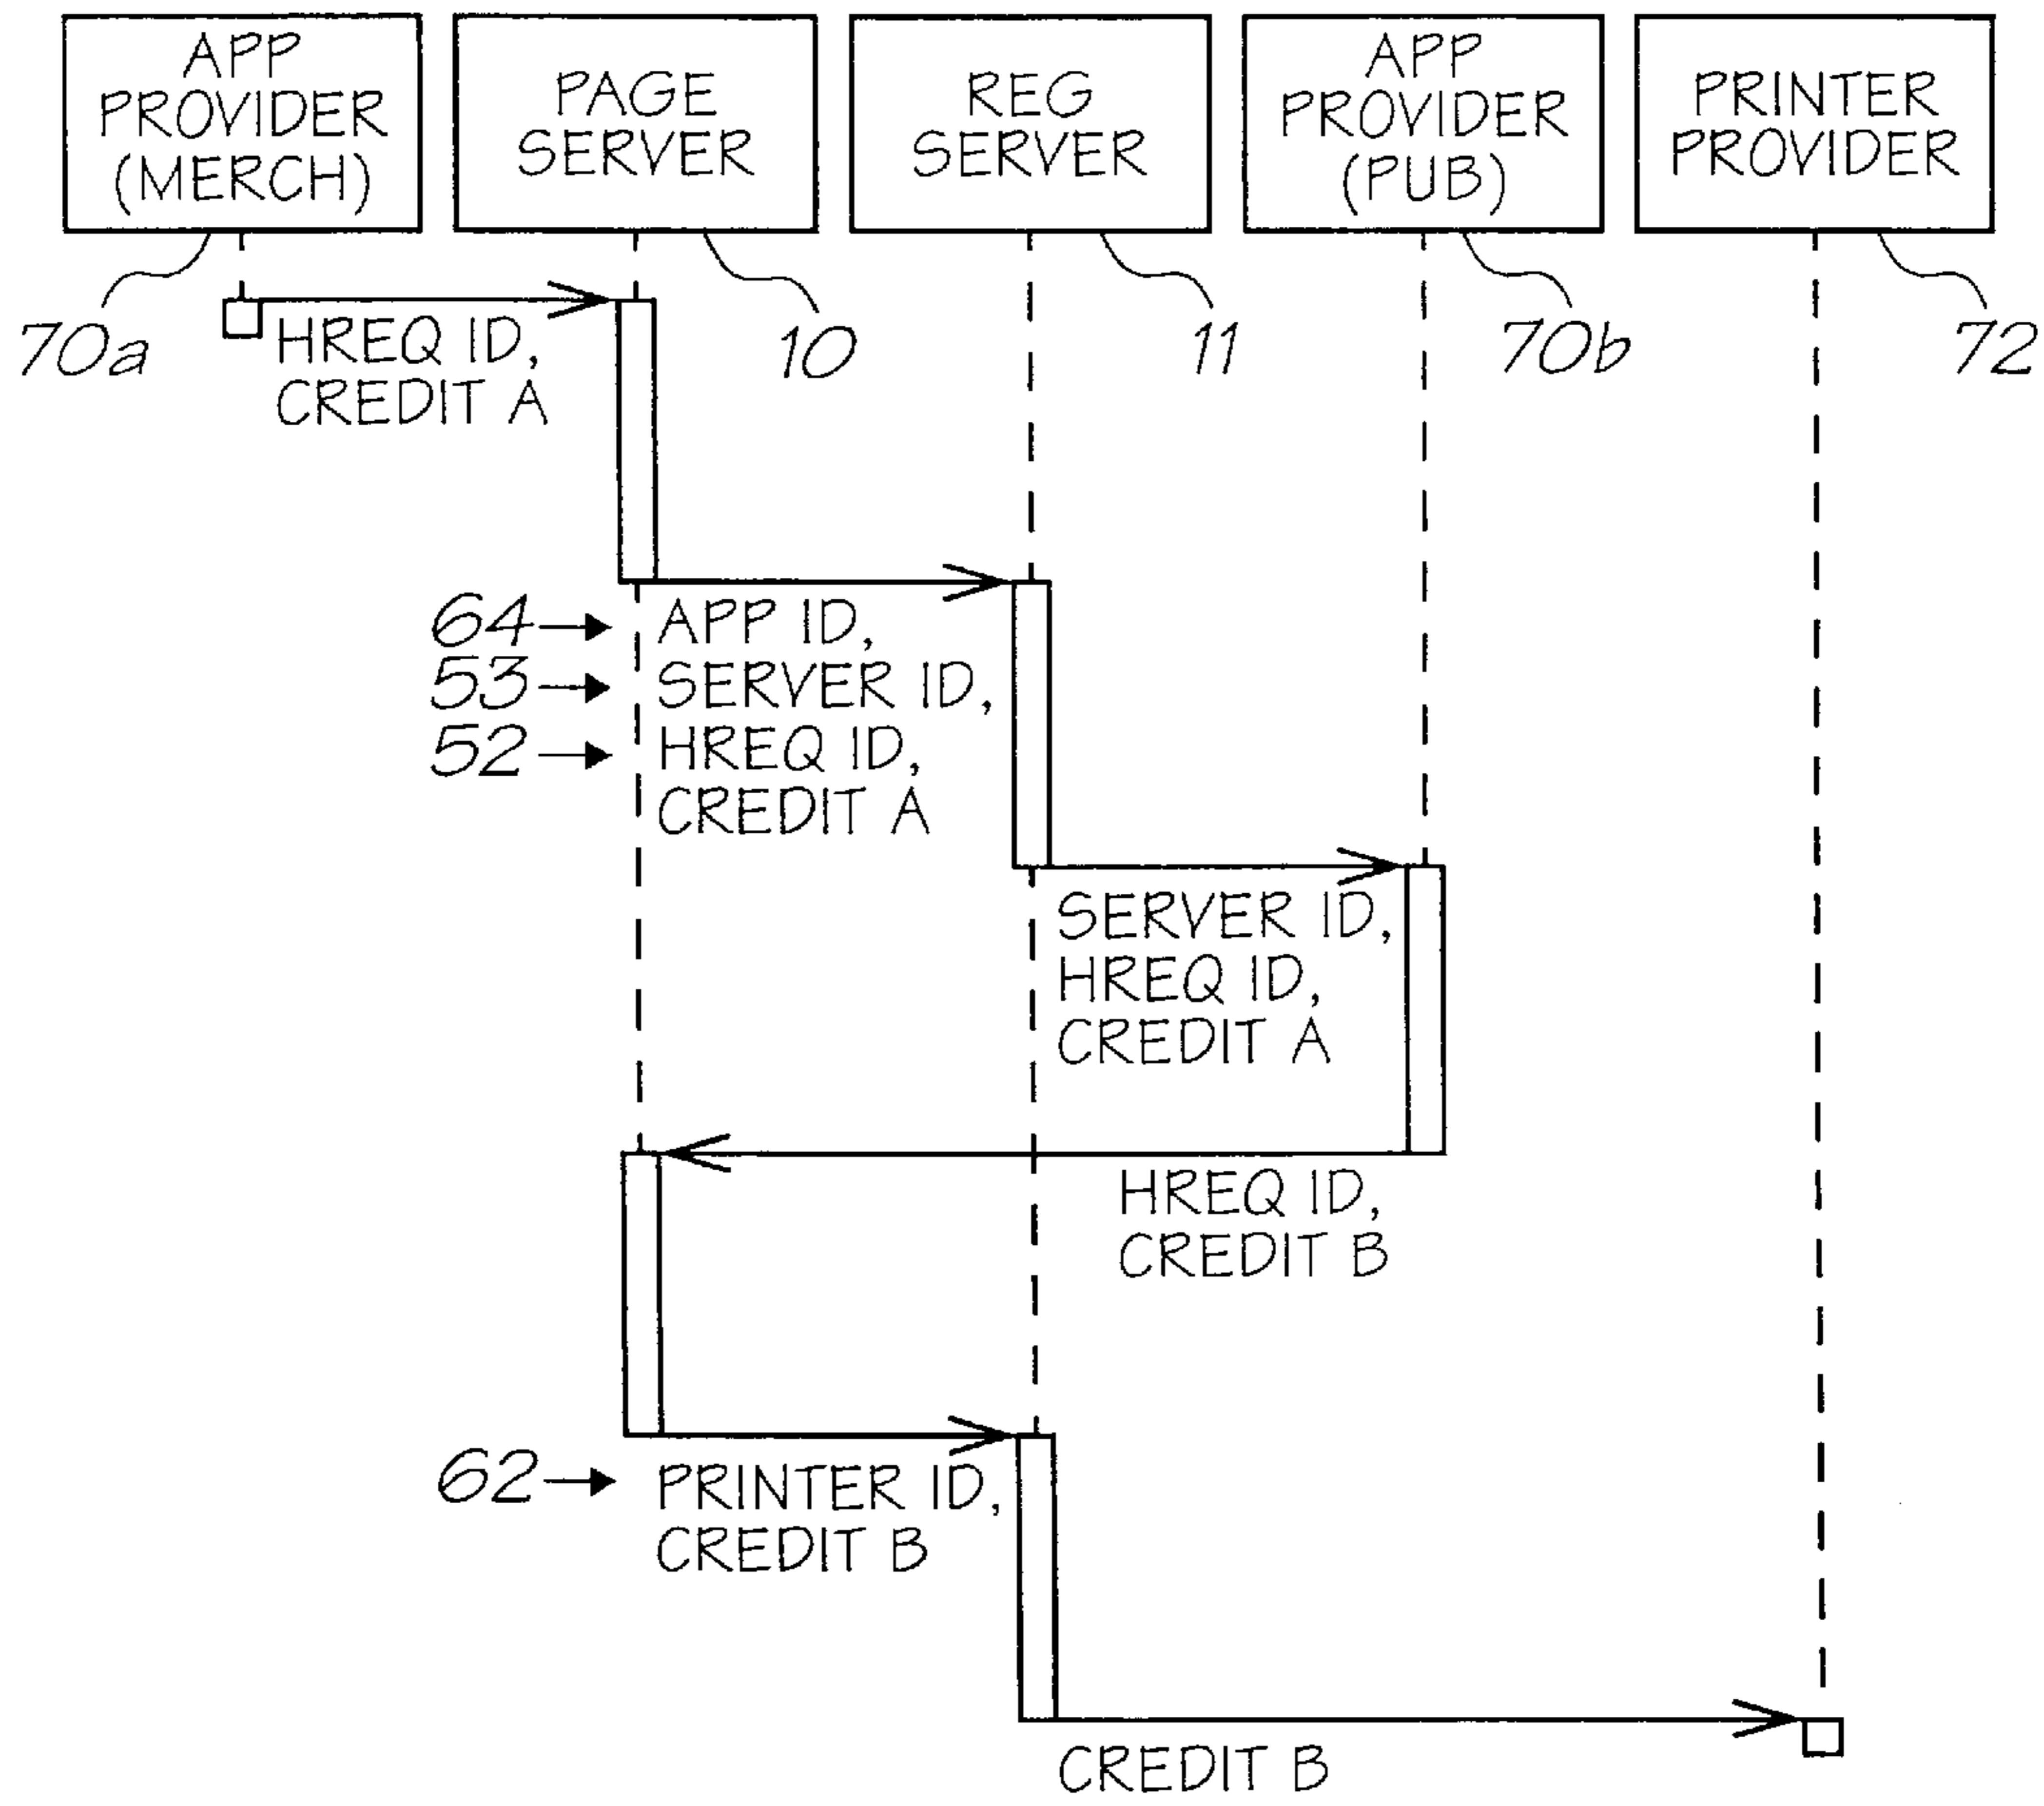 APP
PROVIDER
(MERCH)
PAGE
SERVER
REG
SERVER
APP
PROVIDER
(PUB)
PRINTER
PROVIDER
70a
10
11
70b
72
HREQ ID,
CREDIT A
64
APP ID,
53
SERVER ID,
52
HREQ ID,
CREDIT A
SERVER ID,
HREQ ID,
CREDIT A
HREQ ID,
CREDIT B
62
PRINTER ID,
CREDIT B
CREDIT B